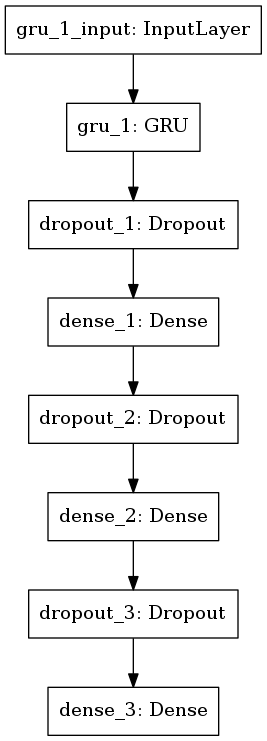 gru_1_input: InputLayer
gru_1: GRU
dropout_1: Dropout
dense_1: Dense
dropout_2: Dropout
dense_2: Dense
dropout_3: Dropout
dense_3: Dense